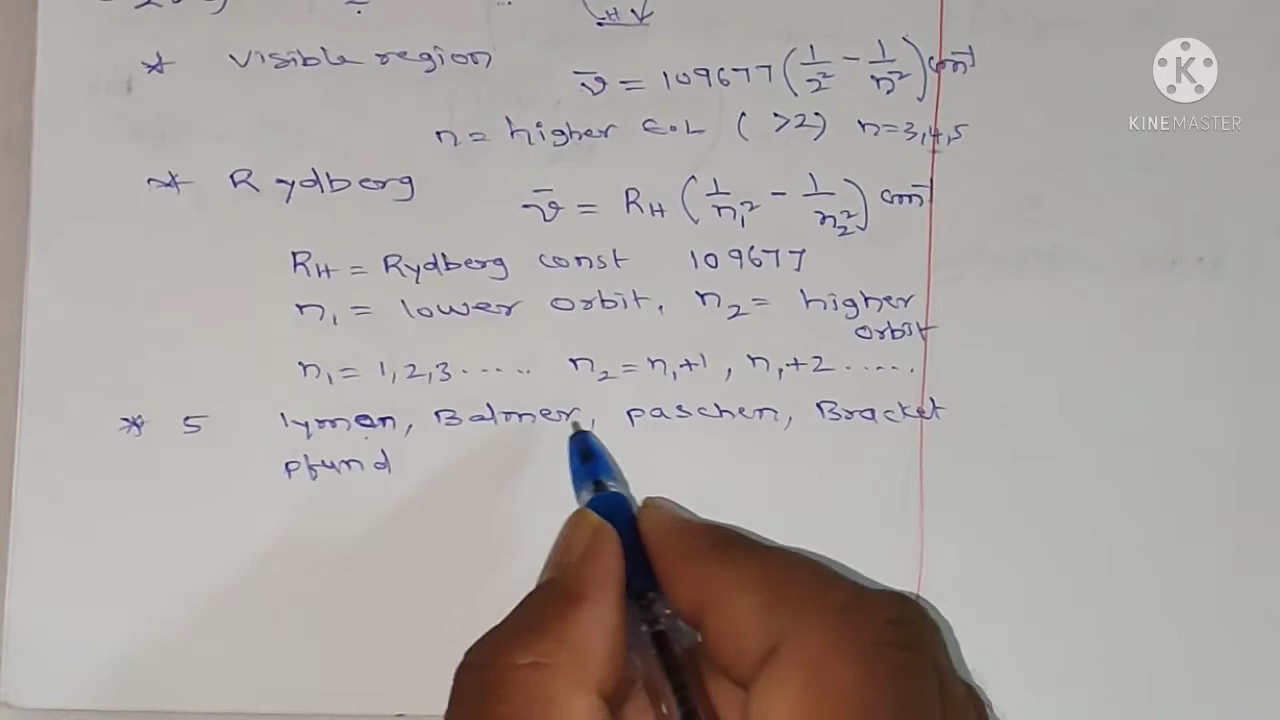 * Visible region ν̄ = 109677 (1/2² − 1/n²) cm⁻¹
n = higher E.L ( >2) n=3,4,5
* Rydberg ν̄ = R_H (1/n₁² − 1/n₂²) cm⁻¹
R_H = Rydberg const 109677
n₁ = lower orbit, n₂ = higher
orbit
n₁ = 1,2,3 ..... n₂ = n₁+1, n₁+2 .....
* 5 lyman, Balmer, paschen, Bracket
pfund
K
KINEMASTER